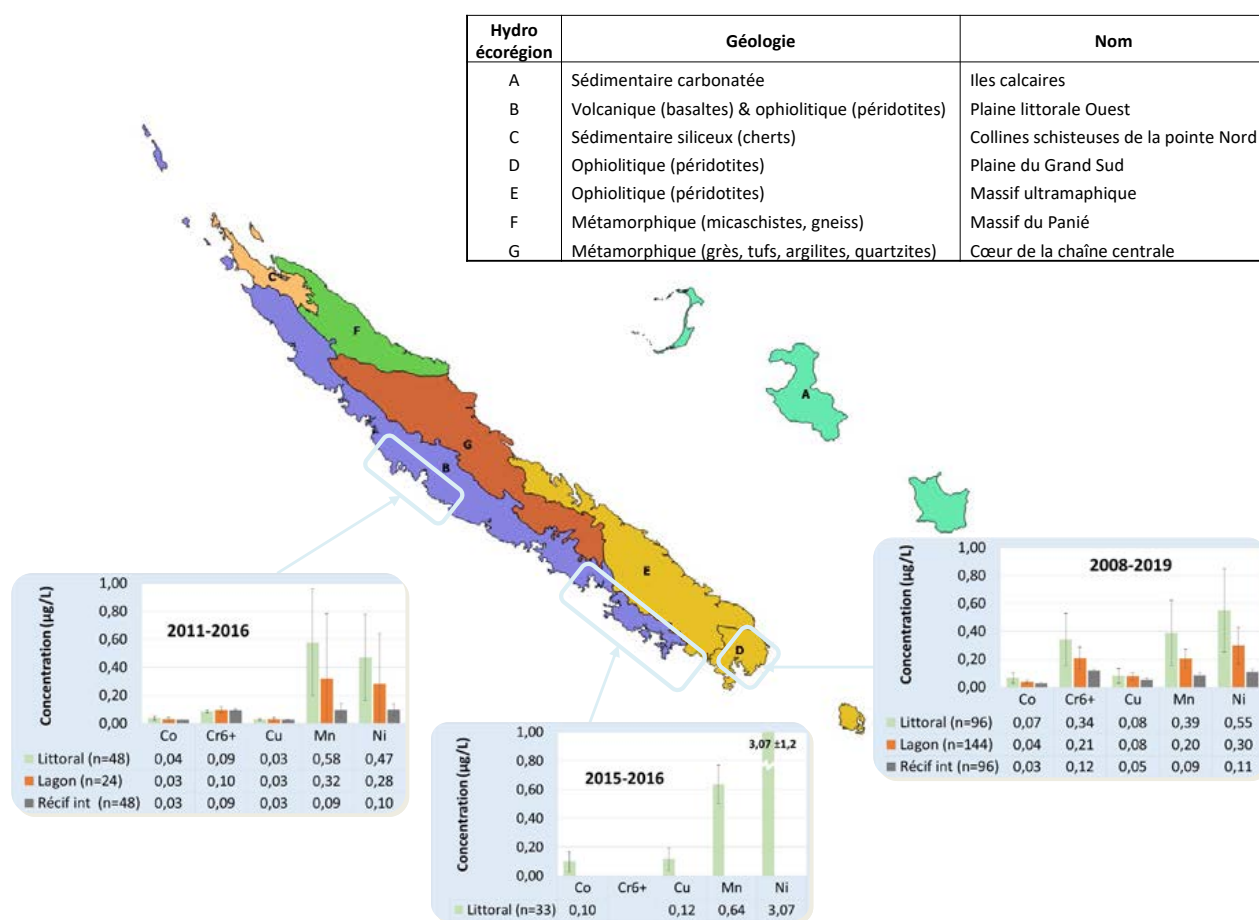 Hydro écorégion | Géologie | Nom
A | Sédimentaire carbonatée | Iles calcaires
B | Volcanique (basaltes) & ophiolitique (péridotites) | Plaine littorale Ouest
C | Sédimentaire siliceux (cherts) | Collines schisteuses de la pointe Nord
D | Ophiolitique (péridotites) | Plaine du Grand Sud
E | Ophiolitique (péridotites) | Massif ultramaphique
F | Métamorphique (micaschistes, gneiss) | Massif du Panié
G | Métamorphique (grès, tufs, argilites, quartzites) | Cœur de la chaîne centrale
C
F
A
G
B
E
D
2011-2016
Concentration (µg/L)
1,00
0,80
0,60
0,40
0,20
0,00
Co Cr6+ Cu Mn Ni
Littoral (n=48) 0,04 0,09 0,03 0,58 0,47
Lagon (n=24) 0,03 0,10 0,03 0,32 0,28
Récif int (n=48) 0,03 0,09 0,03 0,09 0,10
2015-2016
Concentration (µg/L)
3,07 ±1,2
1,00
0,80
0,60
0,40
0,20
0,00
Co Cr6+ Cu Mn Ni
Littoral (n=33) 0,10 0,12 0,64 3,07
2008-2019
Concentration (µg/L)
1,00
0,80
0,60
0,40
0,20
0,00
Co Cr6+ Cu Mn Ni
Littoral (n=96) 0,07 0,34 0,08 0,39 0,55
Lagon (n=144) 0,04 0,21 0,08 0,20 0,30
Récif int (n=96) 0,03 0,12 0,05 0,09 0,11